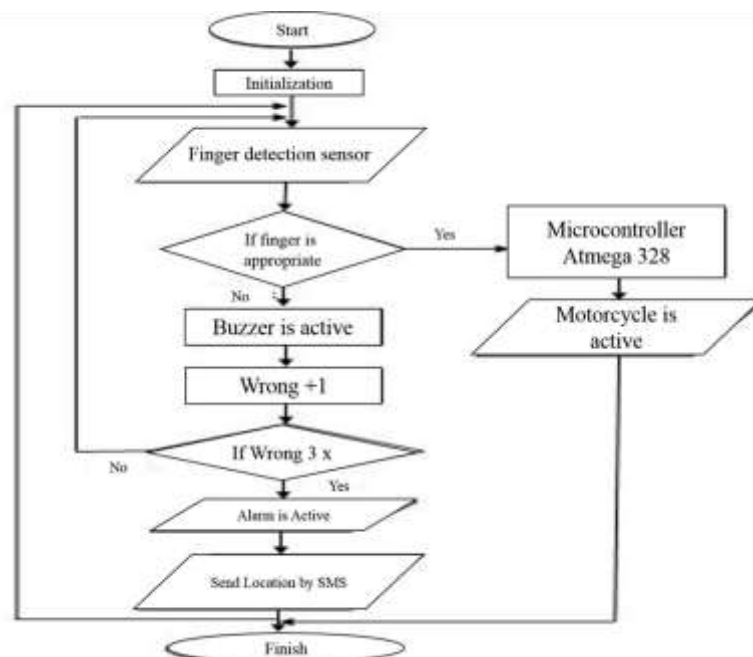 Start
Initialization
Finger detection sensor
If finger is
appropriate
Yes
Microcontroller
Atmega 328
No
Motorcycle is
active
Buzzer is active
Wrong +1
If Wrong 3 x
No
Yes
Alarm is Active
Send Location by SMS
Finish